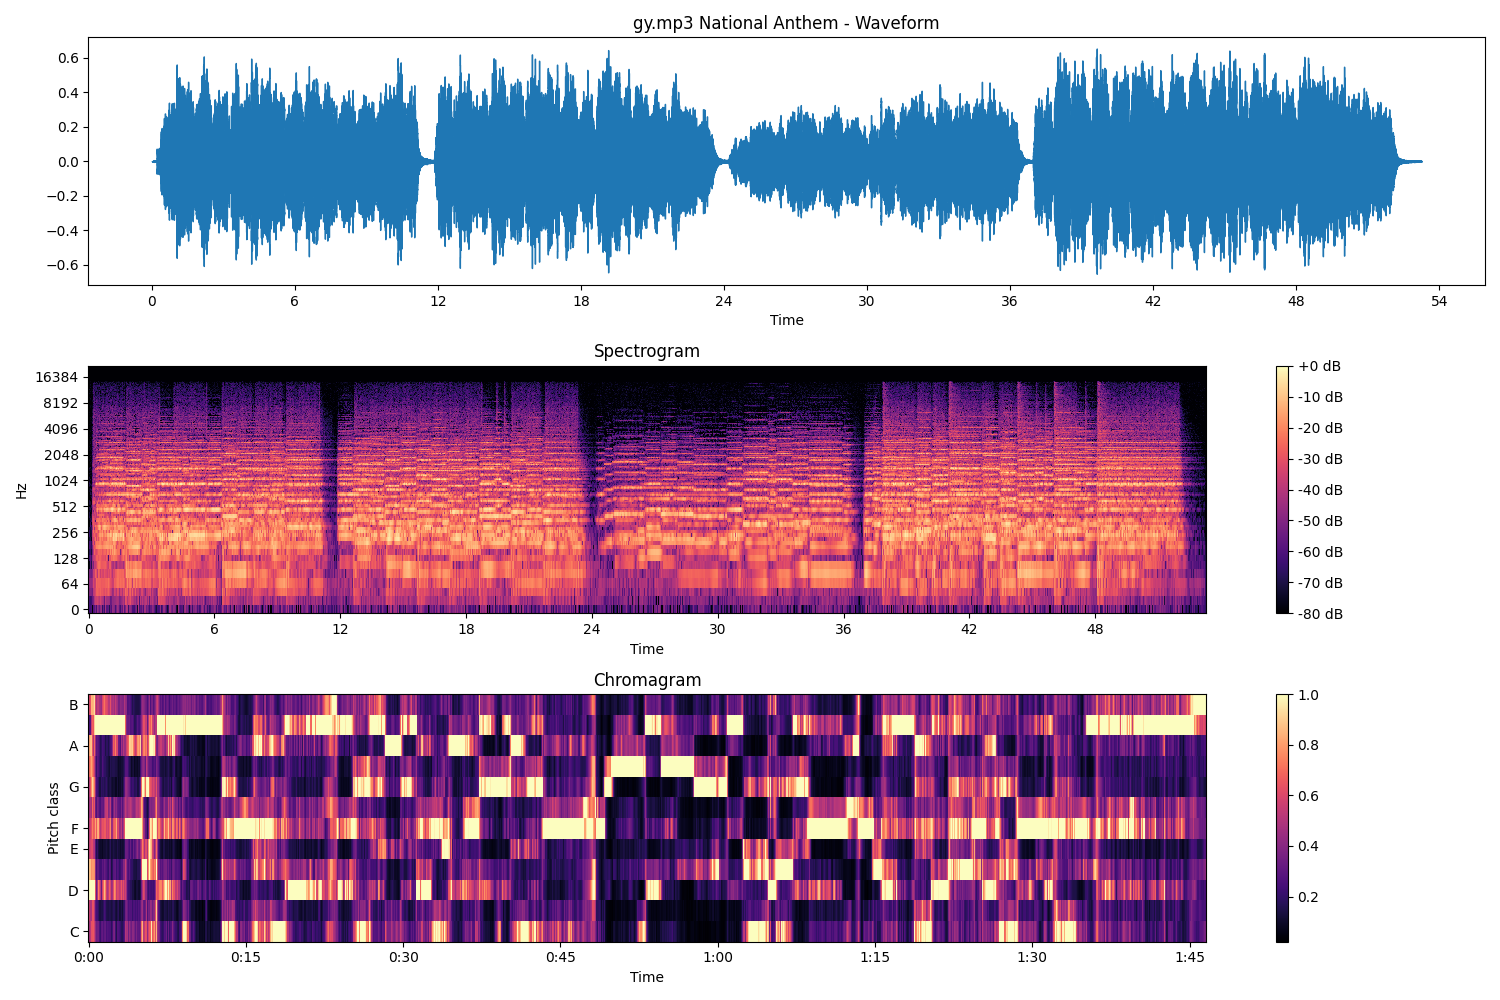 gy.mp3 National Anthem - Waveform
0.6
0.4
0.2
0.0
−0.2
−0.4
−0.6
0 6 12 18 24 30 36 42 48 54
Time
Spectrogram
16384
8192
4096
2048
1024
512
256
128
64
0
Hz
0 6 12 18 24 30 36 42 48
Time
+0 dB
-10 dB
-20 dB
-30 dB
-40 dB
-50 dB
-60 dB
-70 dB
-80 dB
Chromagram
B
A
G
F
E
D
C
Pitch class
0:00 0:15 0:30 0:45 1:00 1:15 1:30 1:45
Time
1.0
0.8
0.6
0.4
0.2